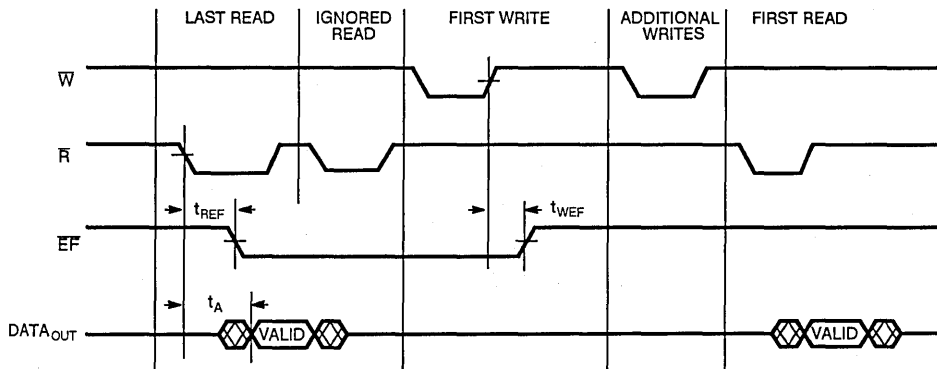 LAST READ
IGNORED
READ
FIRST WRITE
ADDITIONAL
WRITES
FIRST READ
W
R
tREF
tWEF
EF
tA
DATAOUT
VALID
VALID